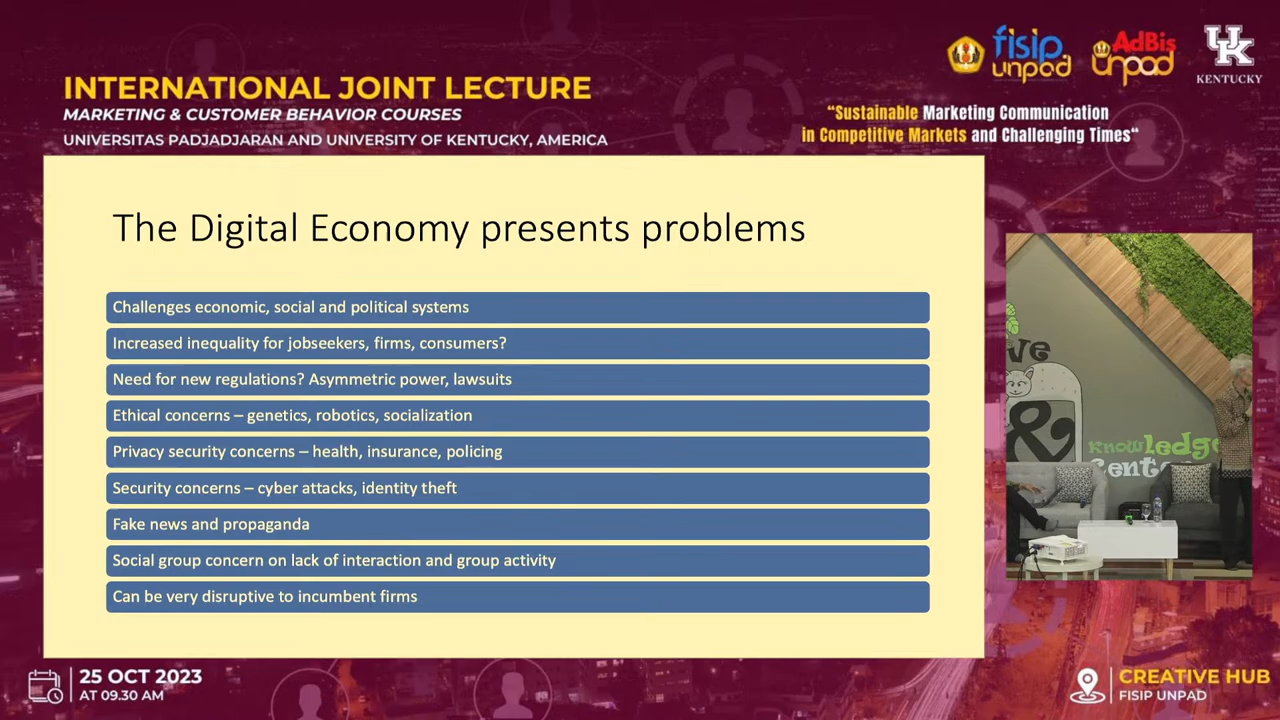 INTERNATIONAL JOINT LECTURE
MARKETING & CUSTOMER BEHAVIOR COURSES
UNIVERSITAS PADJADJARAN AND UNIVERSITY OF KENTUCKY, AMERICA
fisip
unpad
AdBis
unpad
UK
KENTUCKY
“Sustainable Marketing Communication
in Competitive Markets and Challenging Times“
The Digital Economy presents problems
Challenges economic, social and political systems
Increased inequality for jobseekers, firms, consumers?
Need for new regulations? Asymmetric power, lawsuits
Ethical concerns – genetics, robotics, socialization
Privacy security concerns – health, insurance, policing
Security concerns – cyber attacks, identity theft
Fake news and propaganda
Social group concern on lack of interaction and group activity
Can be very disruptive to incumbent firms
&
Knowledge
25 OCT 2023
AT 09.30 AM
CREATIVE HUB
FISIP UNPAD